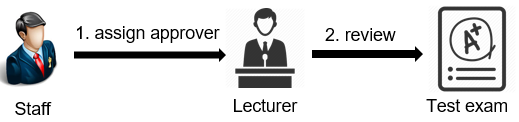 1. assign approver
2. review
A+
Staff
Lecturer
Test exam